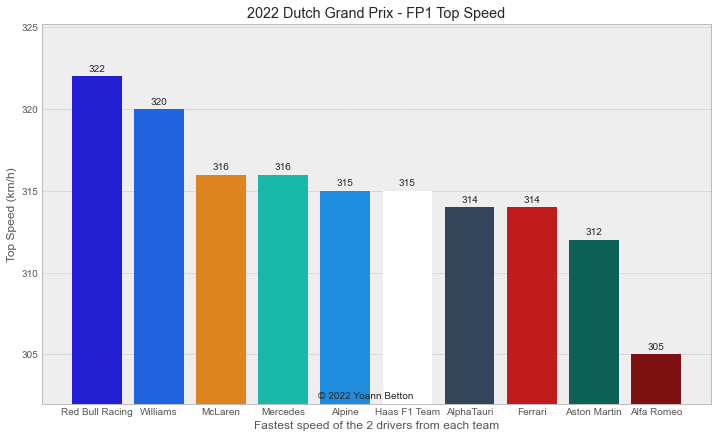 2022 Dutch Grand Prix - FP1 Top Speed
325
320
315
310
305
Top Speed (km/h)
322
320
316
316
315
315
314
314
312
305
© 2022 Yoann Betton
Red Bull Racing
Williams
McLaren
Mercedes
Alpine
Haas F1 Team
AlphaTauri
Ferrari
Aston Martin
Alfa Romeo
Fastest speed of the 2 drivers from each team